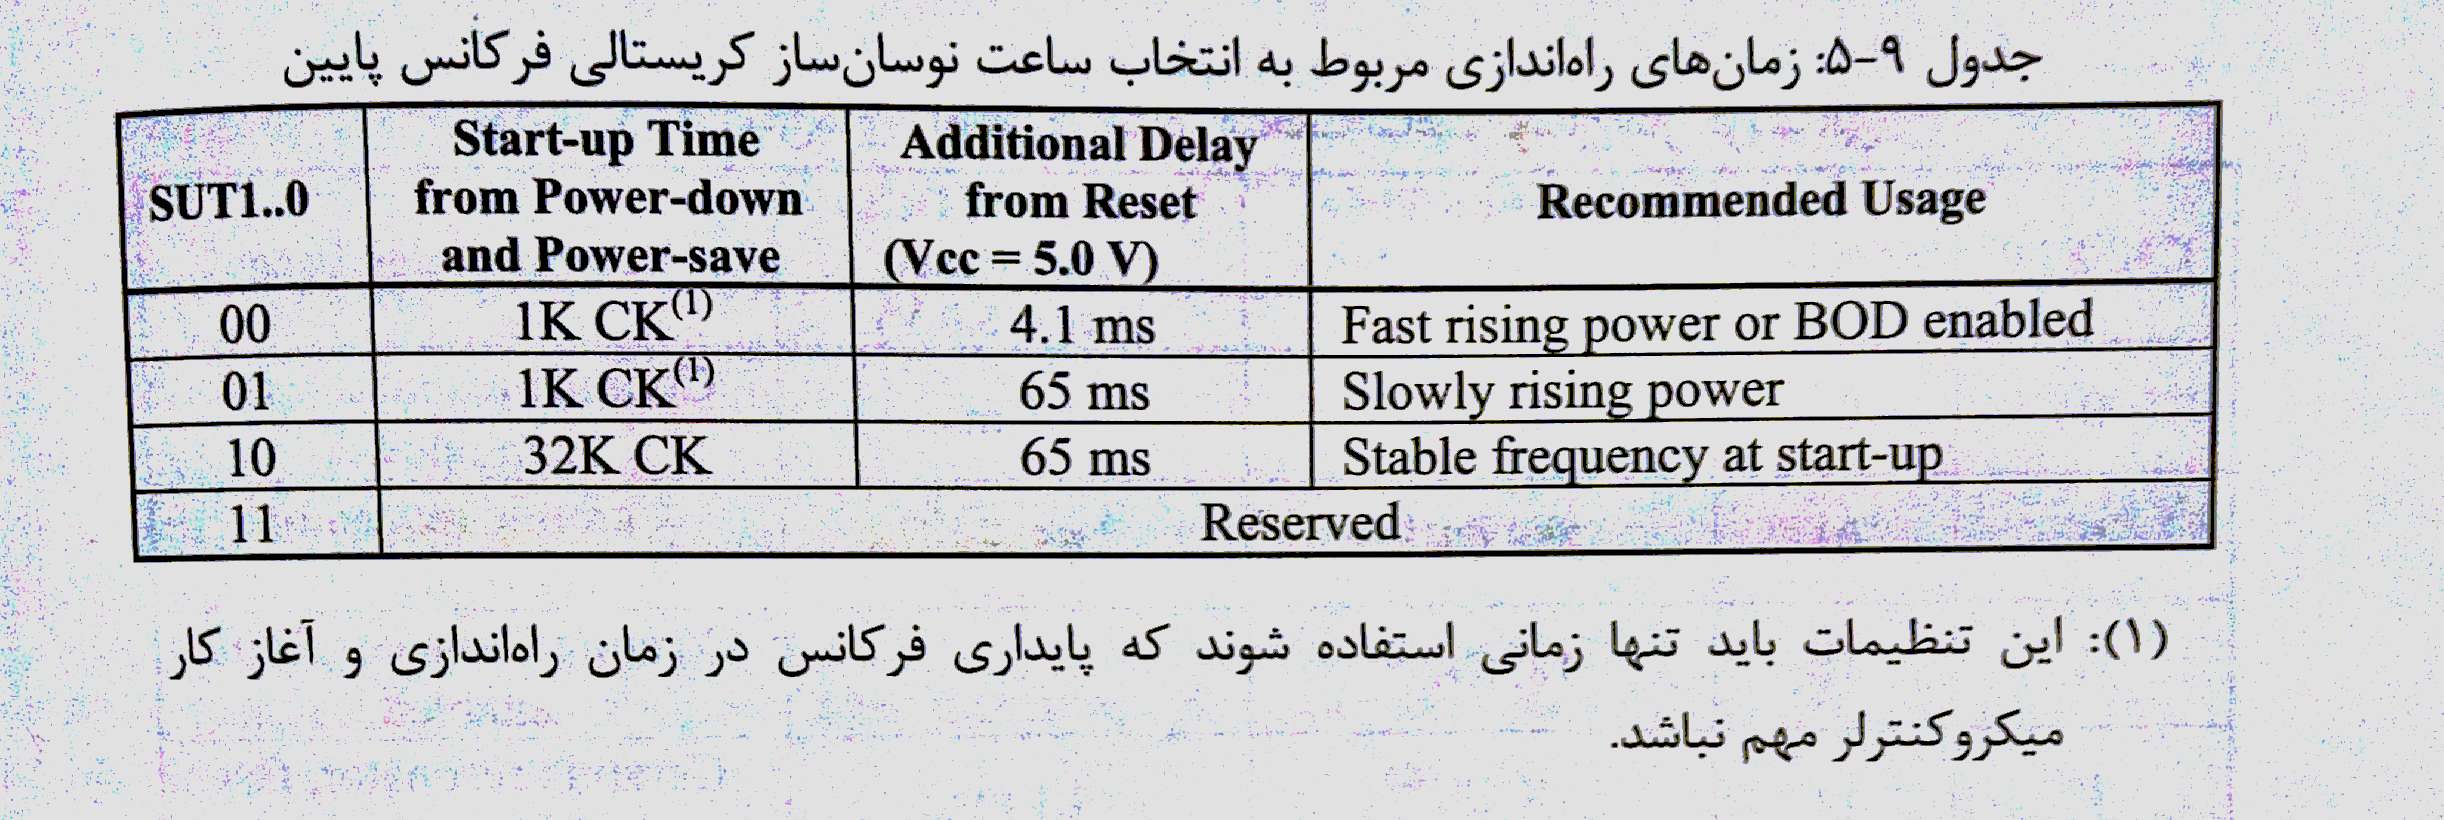 جدول ۹-۵: زمان‌های راه‌اندازی مربوط به انتخاب ساعت نوسان‌ساز کریستالی فرکانس پایین
SUT1..0 | Start-up Time from Power-down and Power-save | Additional Delay from Reset (Vcc = 5.0 V) | Recommended Usage
00 | 1K CK(1) | 4.1 ms | Fast rising power or BOD enabled
01 | 1K CK(1) | 65 ms | Slowly rising power
10 | 32K CK | 65 ms | Stable frequency at start-up
11 | Reserved
(۱): این تنظیمات باید تنها زمانی استفاده شوند که پایداری فرکانس در زمان راه‌اندازی و آغاز کار
میکروکنترلر مهم نباشد.